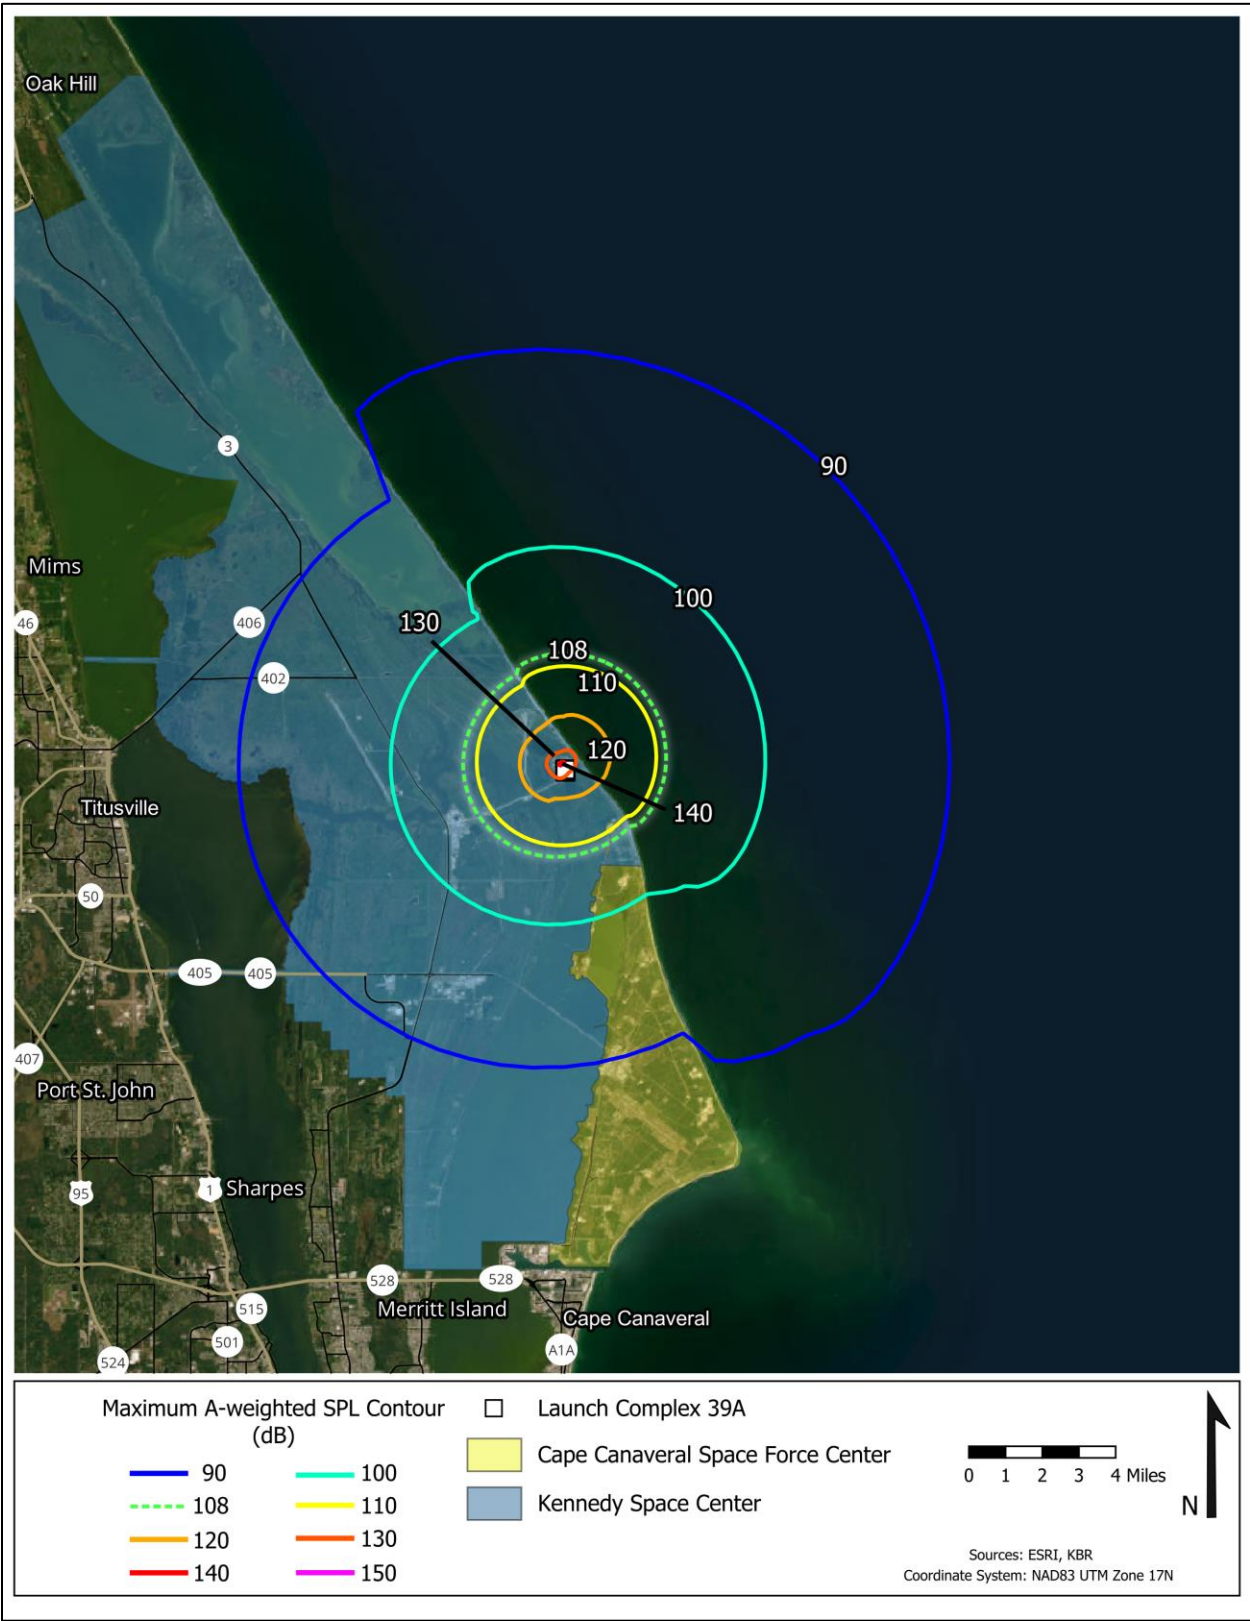 Oak Hill
3
90
Mims
100
46
406
130
108
402
110
120
Titusville
140
50
405
405
407
Port St. John
95
1
Sharpes
528
528
515
Merritt Island
Cape Canaveral
501
A1A
524
Maximum A-weighted SPL Contour
(dB)
90
100
108
110
120
130
140
150
Launch Complex 39A
Cape Canaveral Space Force Center
Kennedy Space Center
0 1 2 3 4 Miles
N
Sources: ESRI, KBR
Coordinate System: NAD83 UTM Zone 17N